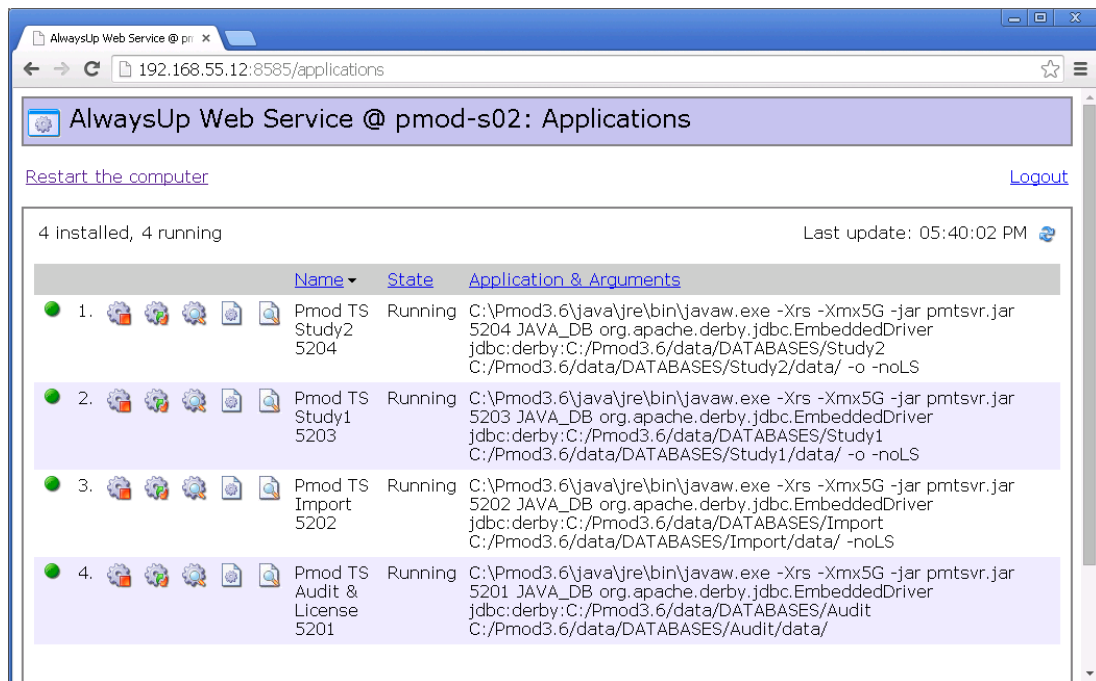 AlwaysUp Web Service @ pm
192.168.55.12:8585/applications
AlwaysUp Web Service @ pmod-s02: Applications
Restart the computer Logout
4 installed, 4 running Last update: 05:40:02 PM
Name State Application & Arguments
1. Pmod TS Running C:\Pmod3.6\java\jre\bin\javaw.exe -Xrs -Xmx5G -jar pmtsvr.jar
Study2 5204 JAVA_DB org.apache.derby.jdbc.EmbeddedDriver
5204 jdbc:derby:C:/Pmod3.6/data/DATABASES/Study2
C:/Pmod3.6/data/DATABASES/Study2/data/ -o -noLS
2. Pmod TS Running C:\Pmod3.6\java\jre\bin\javaw.exe -Xrs -Xmx5G -jar pmtsvr.jar
Study1 5203 JAVA_DB org.apache.derby.jdbc.EmbeddedDriver
5203 jdbc:derby:C:/Pmod3.6/data/DATABASES/Study1
C:/Pmod3.6/data/DATABASES/Study1/data/ -o -noLS
3. Pmod TS Running C:\Pmod3.6\java\jre\bin\javaw.exe -Xrs -Xmx5G -jar pmtsvr.jar
Import 5202 JAVA_DB org.apache.derby.jdbc.EmbeddedDriver
5202 jdbc:derby:C:/Pmod3.6/data/DATABASES/Import
C:/Pmod3.6/data/DATABASES/Import/data/ -noLS
4. Pmod TS Running C:\Pmod3.6\java\jre\bin\javaw.exe -Xrs -Xmx5G -jar pmtsvr.jar
Audit & 5201 JAVA_DB org.apache.derby.jdbc.EmbeddedDriver
License jdbc:derby:C:/Pmod3.6/data/DATABASES/Audit
5201 C:/Pmod3.6/data/DATABASES/Audit/data/